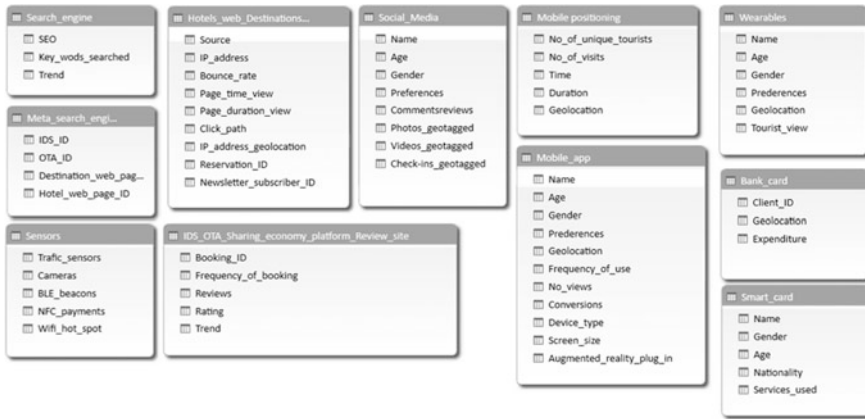 Search_engine
SEO
Key_wods_searched
Trend
Meta_search_engi...
IDS_ID
OTA_ID
Destination_web_pag...
Hotel_web_page_ID
Sensors
Trafic_sensors
Cameras
BLE_beacons
NFC_payments
Wifi_hot_spot
Hotels_web_Destinations...
Source
IP_address
Bounce_rate
Page_time_view
Page_duration_view
Click_path
IP_address_geolocation
Reservation_ID
Newsletter_subscriber_ID
IDS_OTA_Sharing_economy_platform_Review_site
Booking_ID
Frequency_of_booking
Reviews
Rating
Trend
Social_Media
Name
Age
Gender
Preferences
Commentsreviews
Photos_geotagged
Videos_geotagged
Check-ins_geotagged
Mobile positioning
No_of_unique_tourists
No_of_visits
Time
Duration
Geolocation
Mobile_app
Name
Age
Gender
Prederences
Geolocation
Frequency_of_use
No_views
Conversions
Device_type
Screen_size
Augmented_reality_plug_in
Wearables
Name
Age
Gender
Prederences
Geolocation
Tourist_view
Bank_card
Client_ID
Geolocation
Expenditure
Smart_card
Name
Gender
Age
Nationality
Services_used